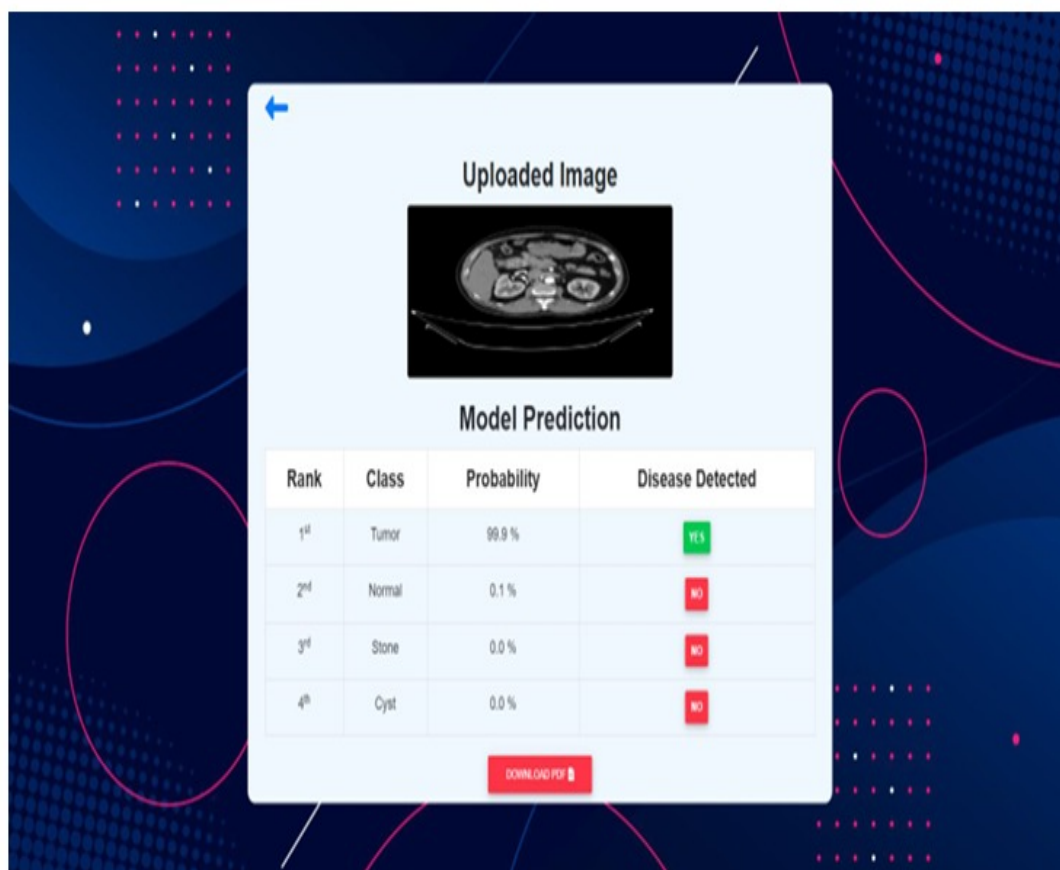 Uploaded Image
Model Prediction
Rank Class Probability Disease Detected
1st Tumor 99.9 % YES
2nd Normal 0.1 % NO
3rd Stone 0.0 % NO
4th Cyst 0.0 % NO
DOWNLOAD PDF